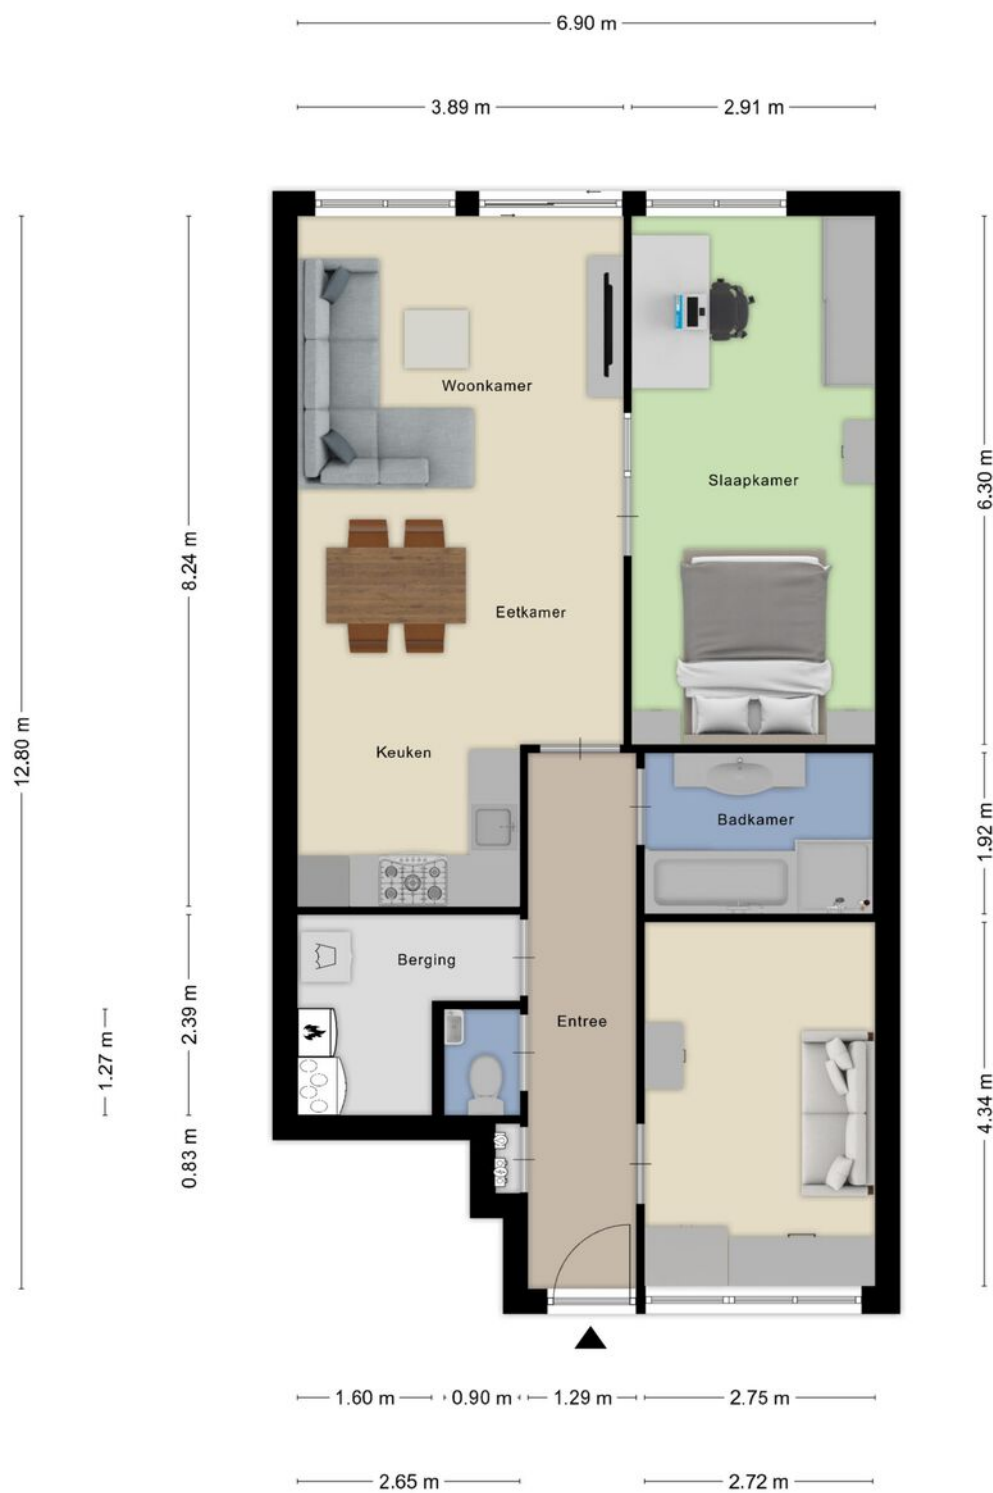 6.90 m
3.89 m
2.91 m
Woonkamer
6.30 m
Slaapkamer
8.24 m
Eetkamer
12.80 m
Keuken
Badkamer
1.92 m
Berging
2.39 m
Entree
1.27 m
4.34 m
0.83 m
1.60 m
0.90 m
1.29 m
2.75 m
2.65 m
2.72 m